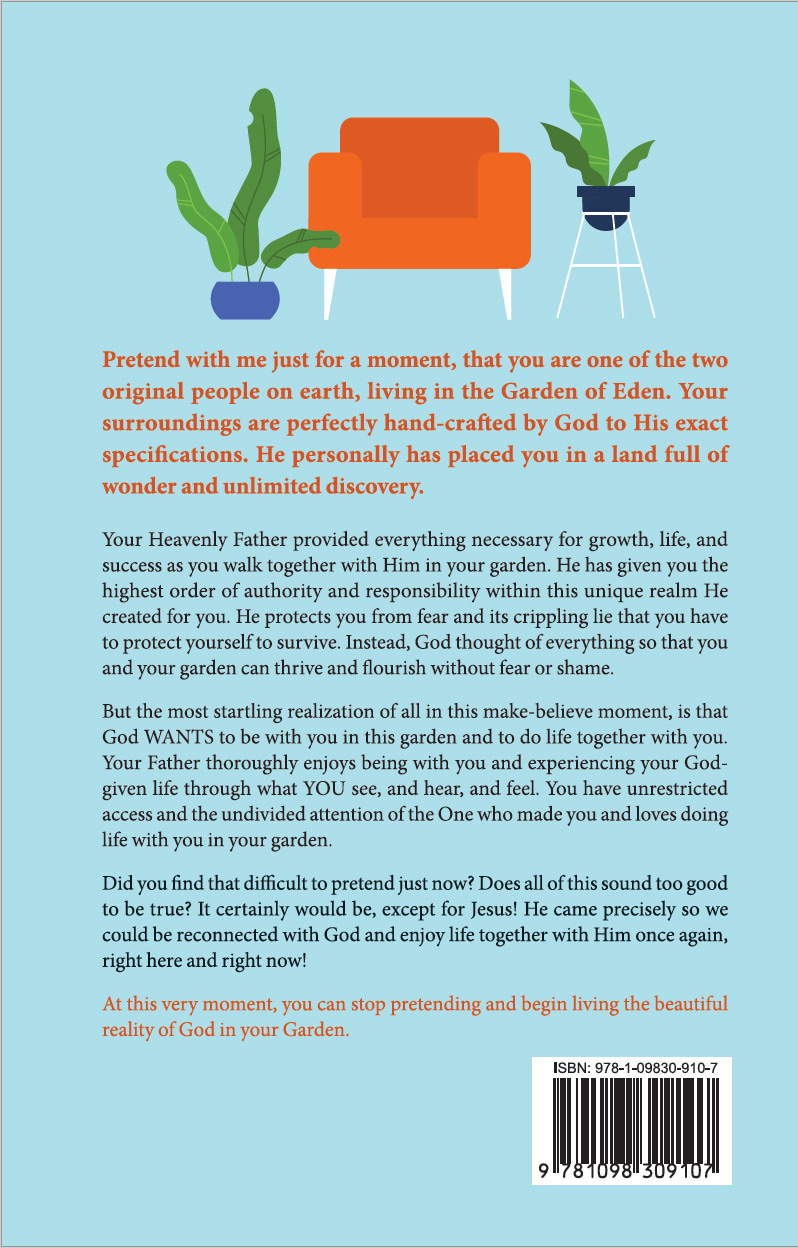 Pretend with me just for a moment, that you are one of the two
original people on earth, living in the Garden of Eden. Your
surroundings are perfectly hand-crafted by God to His exact
specifications. He personally has placed you in a land full of
wonder and unlimited discovery.
Your Heavenly Father provided everything necessary for growth, life, and
success as you walk together with Him in your garden. He has given you the
highest order of authority and responsibility within this unique realm He
created for you. He protects you from fear and its crippling lie that you have
to protect yourself to survive. Instead, God thought of everything so that you
and your garden can thrive and flourish without fear or shame.
But the most startling realization of all in this make-believe moment, is that
God WANTS to be with you in this garden and to do life together with you.
Your Father thoroughly enjoys being with you and experiencing your God-
given life through what YOU see, and hear, and feel. You have unrestricted
access and the undivided attention of the One who made you and loves doing
life with you in your garden.
Did you find that difficult to pretend just now? Does all of this sound too good
to be true? It certainly would be, except for Jesus! He came precisely so we
could be reconnected with God and enjoy life together with Him once again,
right here and right now!
At this very moment, you can stop pretending and begin living the beautiful
reality of God in your Garden.
ISBN: 978-1-09830-910-7
9 781098 309107